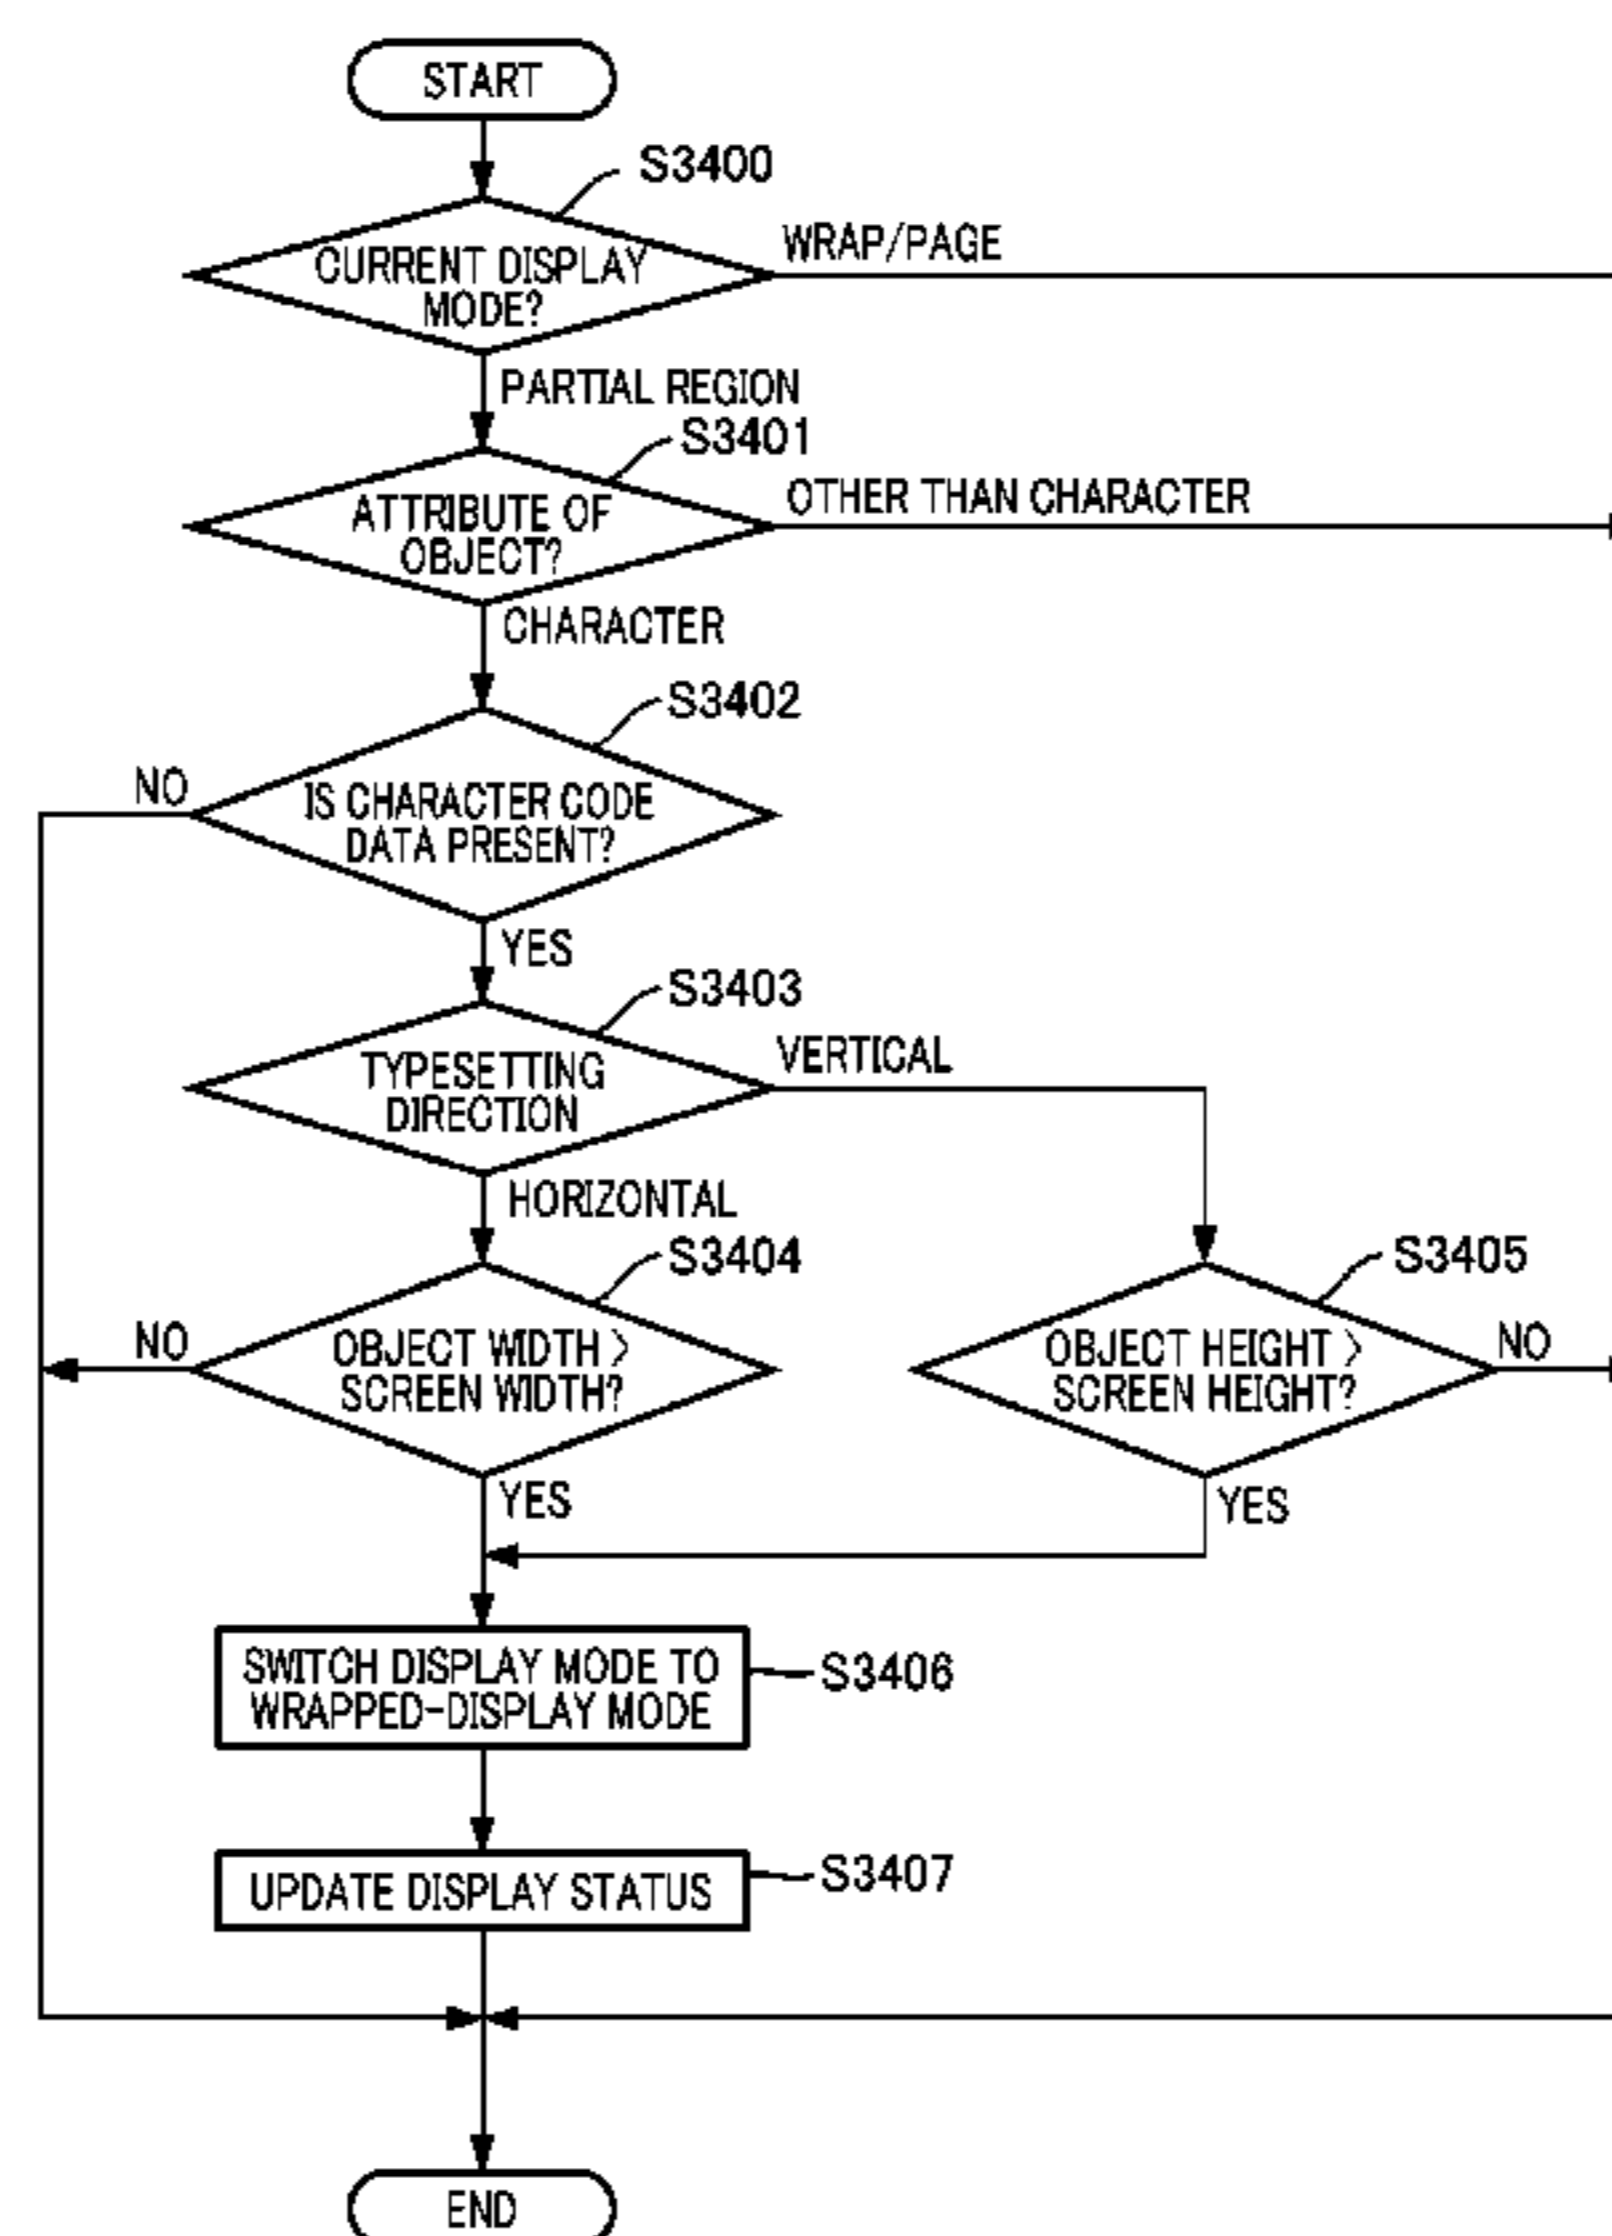 START
S3400
CURRENT DISPLAY
MODE?
WRAP/PAGE
PARTIAL REGION
S3401
ATTRIBUTE OF
OBJECT?
OTHER THAN CHARACTER
CHARACTER
S3402
NO
IS CHARACTER CODE
DATA PRESENT?
YES
S3403
TYPESETTING
DIRECTION
VERTICAL
HORIZONTAL
S3404
NO
OBJECT WIDTH >
SCREEN WIDTH?
YES
S3405
OBJECT HEIGHT >
SCREEN HEIGHT?
NO
YES
SWITCH DISPLAY MODE TO
WRAPPED-DISPLAY MODE
S3406
UPDATE DISPLAY STATUS
S3407
END